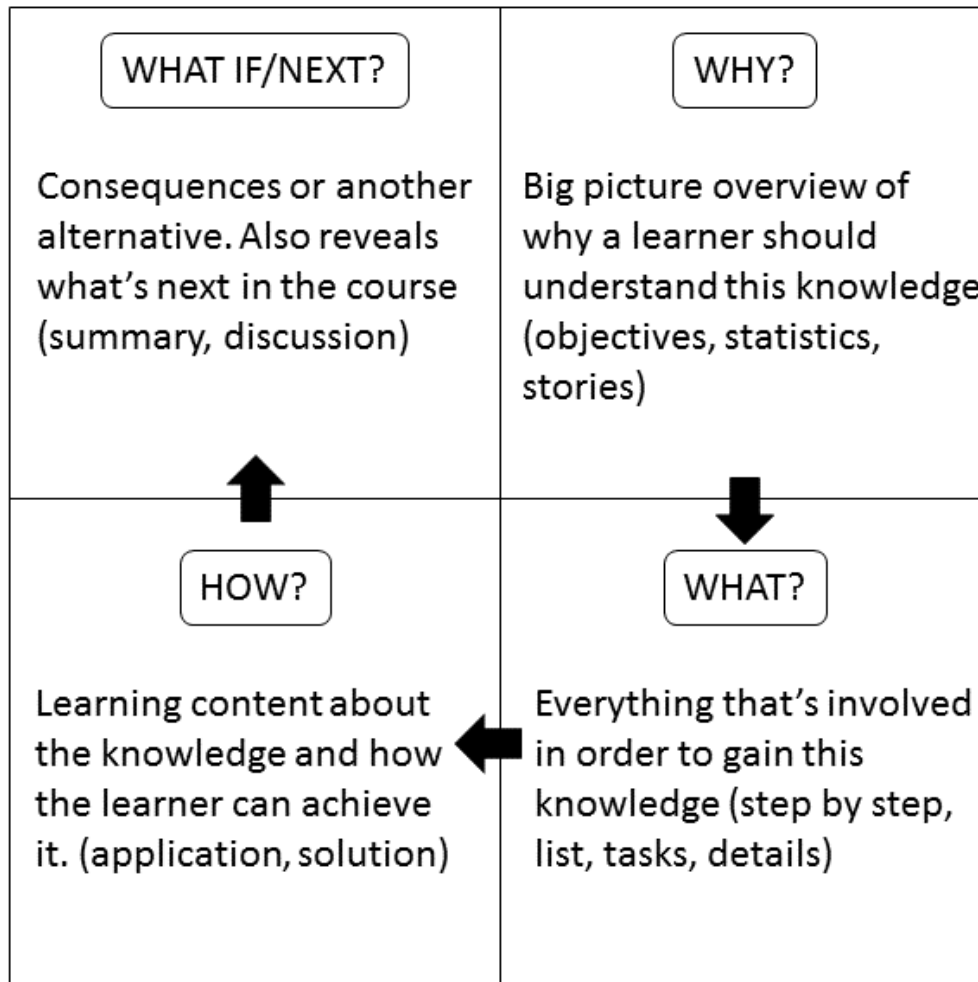 WHAT IF/NEXT?
Consequences or another
alternative. Also reveals
what’s next in the course
(summary, discussion)
WHY?
Big picture overview of
why a learner should
understand this knowledge
(objectives, statistics,
stories)
HOW?
Learning content about
the knowledge and how
the learner can achieve
it. (application, solution)
WHAT?
Everything that’s involved
in order to gain this
knowledge (step by step,
list, tasks, details)